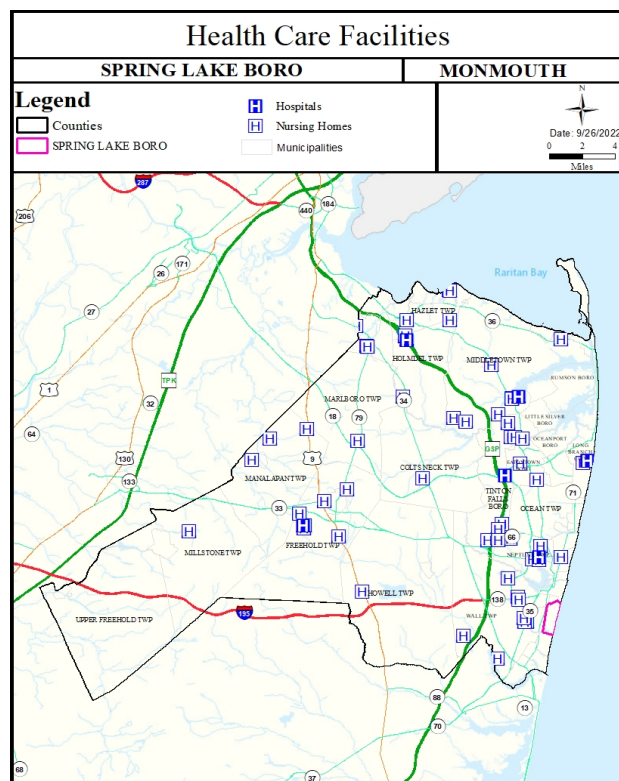 Health Care Facilities
SPRING LAKE BORO
MONMOUTH
Legend
Counties
SPRING LAKE BORO
Hospitals
Nursing Homes
Municipalities
N
Date: 9/26/2022
0 2 4
Miles
287
206
440
184
171
26
27
Raritan Bay
HAZLET TWP
36
HOLMDEL TWP
MIDDLETOWN TWP
RUMSON BORO
1
TPK
32
MARLBORO TWP
34
18
79
LITTLE SILVER
BORO
OCEANPORT
BORO
LONG
BRANCH
64
130
9
GSP
133
MANALAPAN TWP
COLTS NECK TWP
TINTON
FALLS
BORO
71
OCEAN TWP
33
66
MILLSTONE TWP
FREEHOLD TWP
HOWELL TWP
138
35
195
UPPER FREEHOLD TWP
WALL TWP
88
13
70
68
37